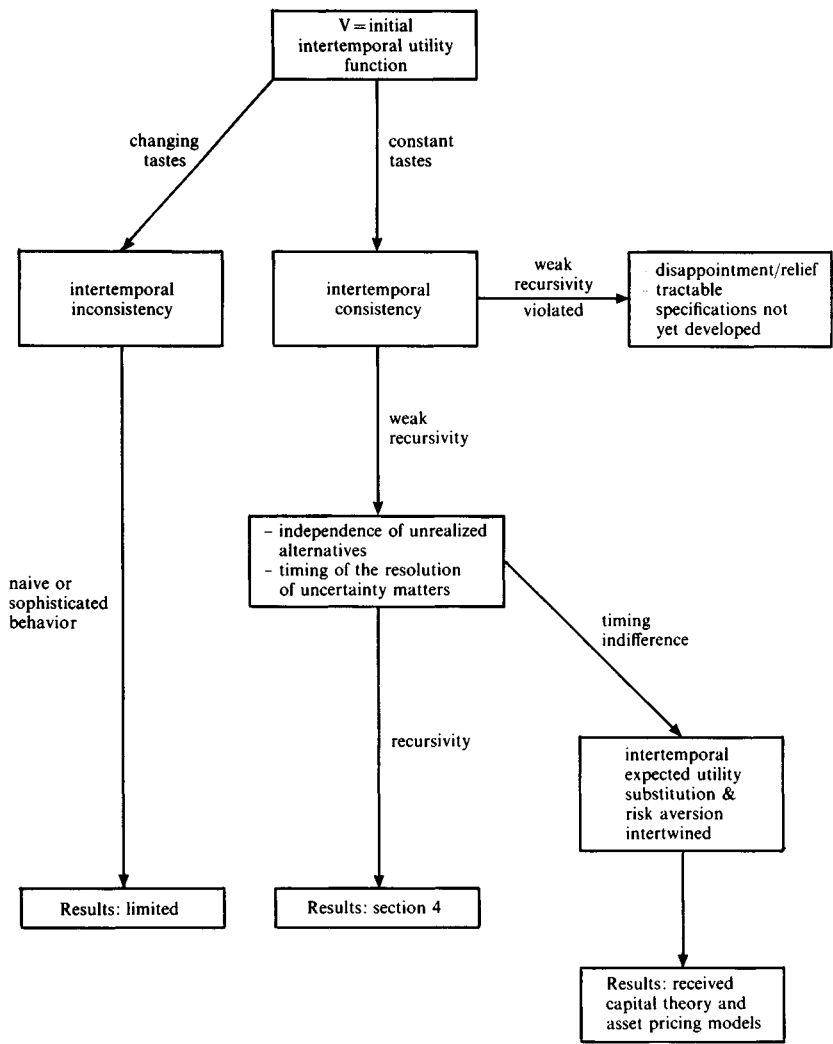 V=initial
intertemporal utility
function
changing
tastes
constant
tastes
intertemporal
inconsistency
intertemporal
consistency
weak
recursivity
violated
disappointment/relief
tractable
specifications not
yet developed
weak
recursivity
– independence of unrealized
alternatives
– timing of the resolution
of uncertainty matters
naive or
sophisticated
behavior
timing
indifference
recursivity
intertemporal
expected utility
substitution &
risk aversion
intertwined
Results: limited
Results: section 4
Results: received
capital theory and
asset pricing models